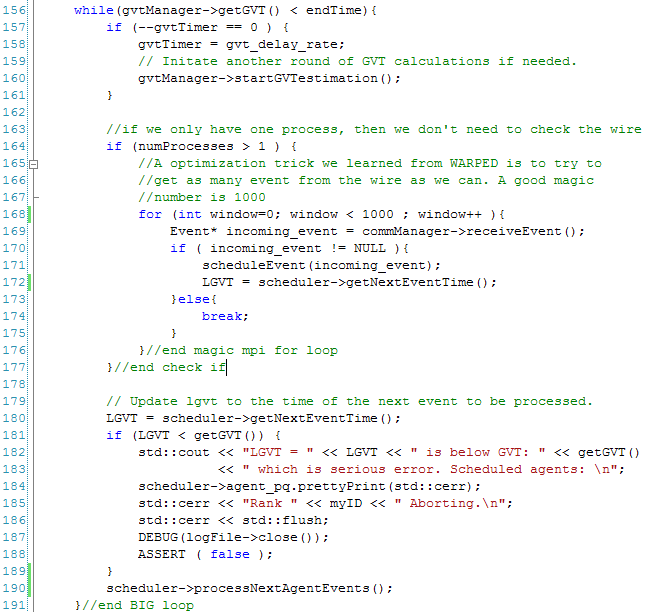 156 while(gvtManager->getGVT() < endTime){
157 if (--gvtTimer == 0 ) {
158 gvtTimer = gvt_delay_rate;
159 // Initate another round of GVT calculations if needed.
160 gvtManager->startGVTestimation();
161 }
162
163 //if we only have one process, then we don't need to check the wire
164 if (numProcesses > 1 ) {
165 //A optimization trick we learned from WARPED is to try to
166 //get as many event from the wire as we can. A good magic
167 //number is 1000
168 for (int window=0; window < 1000 ; window++ ){
169 Event* incoming_event = commManager->receiveEvent();
170 if ( incoming_event != NULL ){
171 scheduleEvent(incoming_event);
172 LGVT = scheduler->getNextEventTime();
173 }else{
174 break;
175 }
176 }//end magic mpi for loop
177 }//end check if
178
179 // Update lgvt to the time of the next event to be processed.
180 LGVT = scheduler->getNextEventTime();
181 if (LGVT < getGVT()) {
182 std::cout << "LGVT = " << LGVT << " is below GVT: " << getGVT()
183 << " which is serious error. Scheduled agents: \n";
184 scheduler->agent_pq.prettyPrint(std::cerr);
185 std::cerr << "Rank " << myID << " Aborting.\n";
186 std::cerr << std::flush;
187 DEBUG(logFile->close());
188 ASSERT ( false );
189 }
190 scheduler->processNextAgentEvents();
191 }//end BIG loop